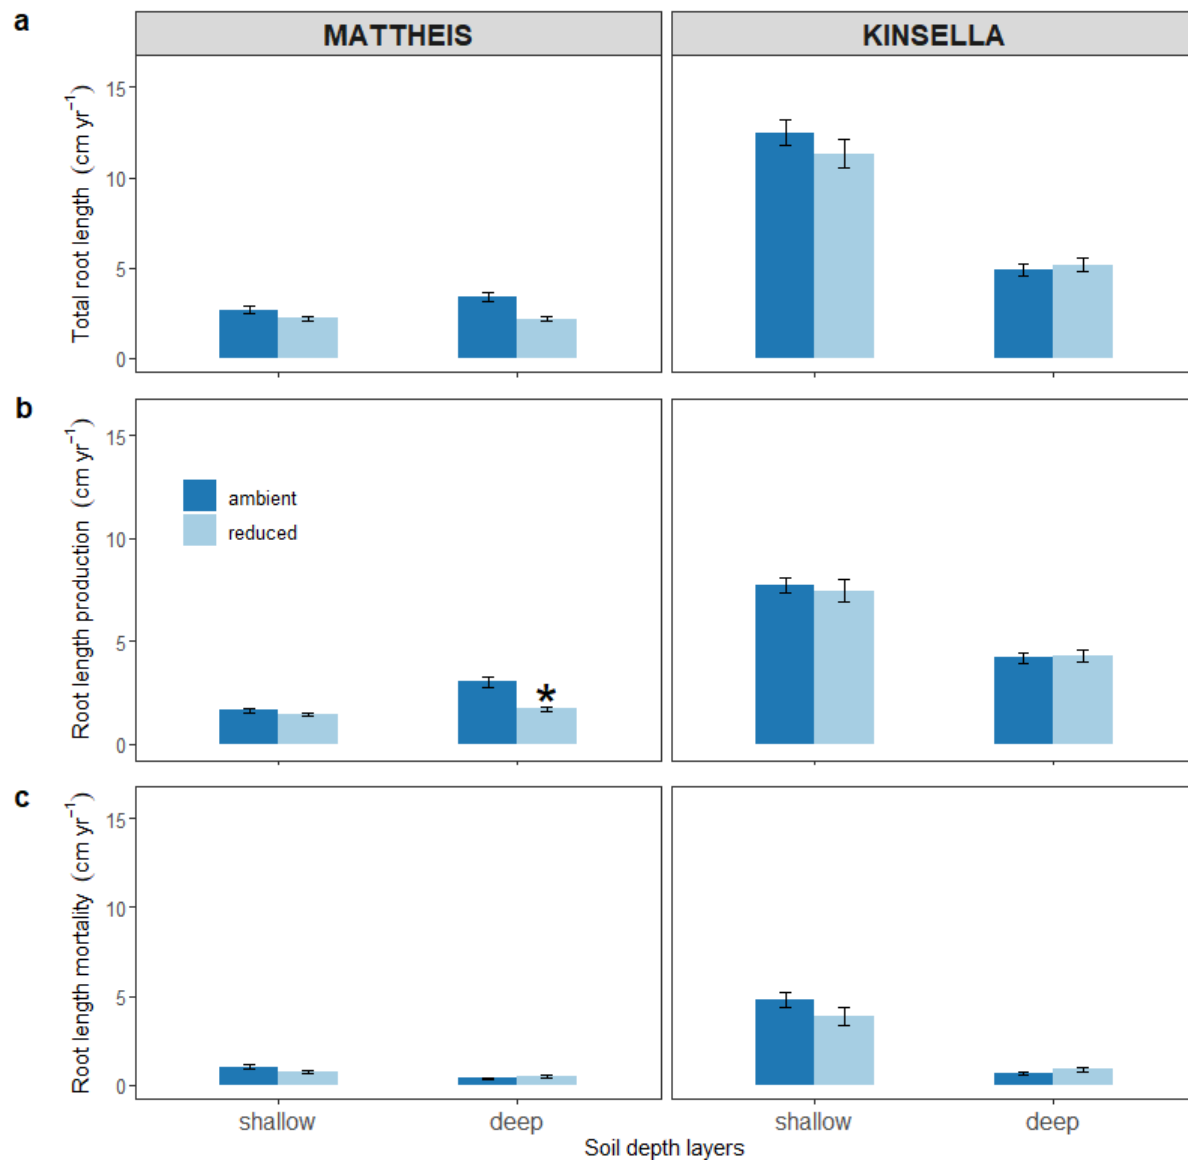 a
MATTHEIS
KINSELLA
Total root length (cm yr⁻¹)
15
10
5
0
b
Root length production (cm yr⁻¹)
15
10
5
0
ambient
reduced
*
c
Root length mortality (cm yr⁻¹)
15
10
5
0
shallow
deep
shallow
deep
Soil depth layers